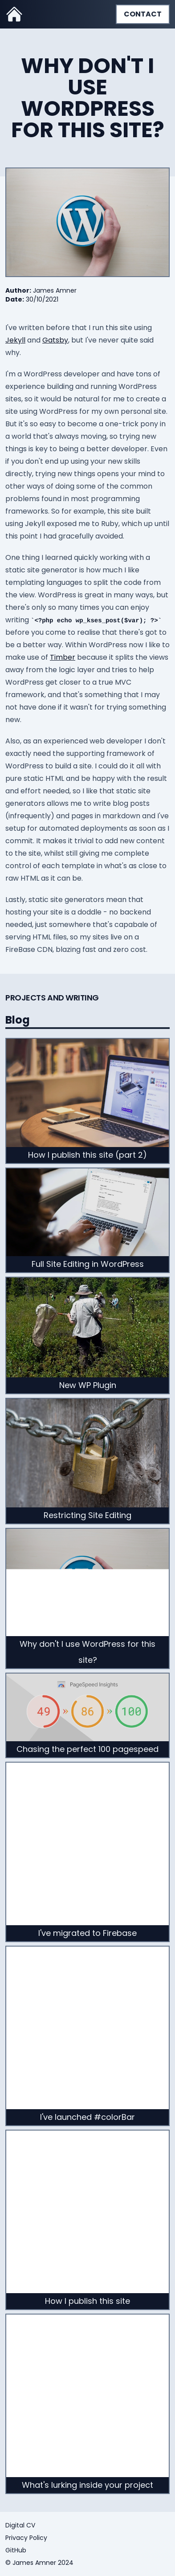 CONTACT
WHY DON'T I
USE
WORDPRESS
FOR THIS SITE?
Author: James Amner
Date: 30/10/2021
I've written before that I run this site using
Jekyll and Gatsby, but I've never quite said
why.
I'm a WordPress developer and have tons of
experience building and running WordPress
sites, so it would be natural for me to create a
site using WordPress for my own personal site.
But it's so easy to become a one-trick pony in
a world that's always moving, so trying new
things is key to being a better developer. Even
if you don't end up using your new skills
directly, trying new things opens your mind to
other ways of doing some of the common
problems found in most programming
frameworks. So for example, this site built
using Jekyll exposed me to Ruby, which up until
this point I had gracefully avoided.
One thing I learned quickly working with a
static site generator is how much I like
templating languages to split the code from
the view. WordPress is great in many ways, but
there's only so many times you can enjoy
writing `<?php echo wp_kses_post($var); ?>`
before you come to realise that there's got to
be a better way. Within WordPress now I like to
make use of Timber because it splits the views
away from the logic layer and tries to help
WordPress get closer to a true MVC
framework, and that's something that I may
not have done if it wasn't for trying something
new.
Also, as an experienced web developer I don't
exactly need the supporting framework of
WordPress to build a site. I could do it all with
pure static HTML and be happy with the result
and effort needed, so I like that static site
generators allow me to write blog posts
(infrequently) and pages in markdown and I've
setup for automated deployments as soon as I
commit. It makes it trivial to add new content
to the site, whilst still giving me complete
control of each template in what's as close to
raw HTML as it can be.
Lastly, static site generators mean that
hosting your site is a doddle - no backend
needed, just somewhere that's capable of
serving HTML files, so my sites live on a
FireBase CDN, blazing fast and zero cost.
PROJECTS AND WRITING
Blog
How I publish this site (part 2)
Full Site Editing in WordPress
New WP Plugin
Restricting Site Editing
Why don't I use WordPress for this
site?
PageSpeed Insights
49 » 86 » 100
Chasing the perfect 100 pagespeed
I've migrated to Firebase
I've launched #colorBar
How I publish this site
What's lurking inside your project
Digital CV
Privacy Policy
GitHub
© James Amner 2024